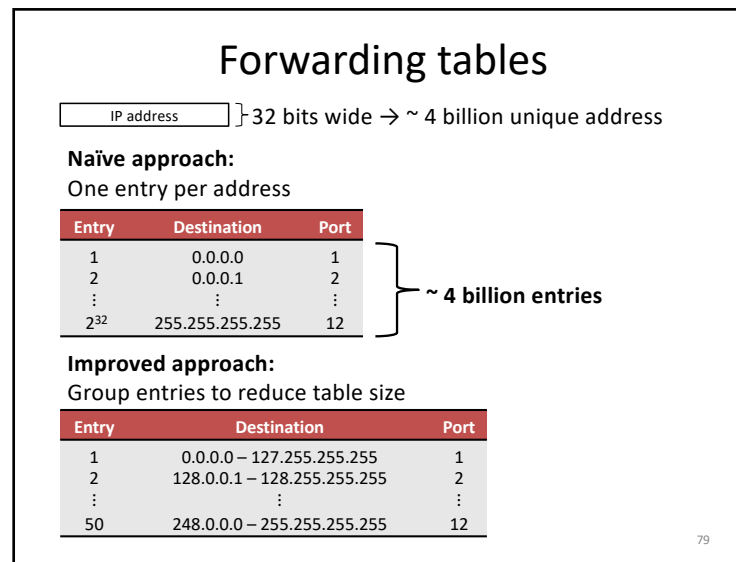 Forwarding tables
IP address 32 bits wide → ~ 4 billion unique address
Naïve approach:
One entry per address
Entry Destination Port
1 0.0.0.0 1
2 0.0.0.1 2
⋮ ⋮ ⋮
2³² 255.255.255.255 12
~ 4 billion entries
Improved approach:
Group entries to reduce table size
Entry Destination Port
1 0.0.0.0 – 127.255.255.255 1
2 128.0.0.1 – 128.255.255.255 2
⋮ ⋮ ⋮
50 248.0.0.0 – 255.255.255.255 12
79